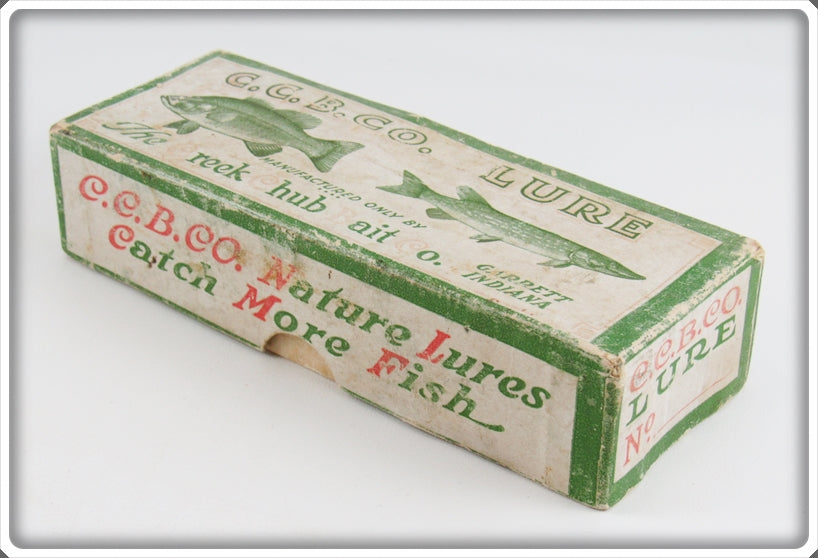 C.C.B.CO. LURE
MANUFACTURED ONLY BY
The Creek Chub Bait Co.
GARRETT
INDIANA
C.C.B.CO. Nature Lures
Catch More Fish
C.C.B.CO.
LURE
No